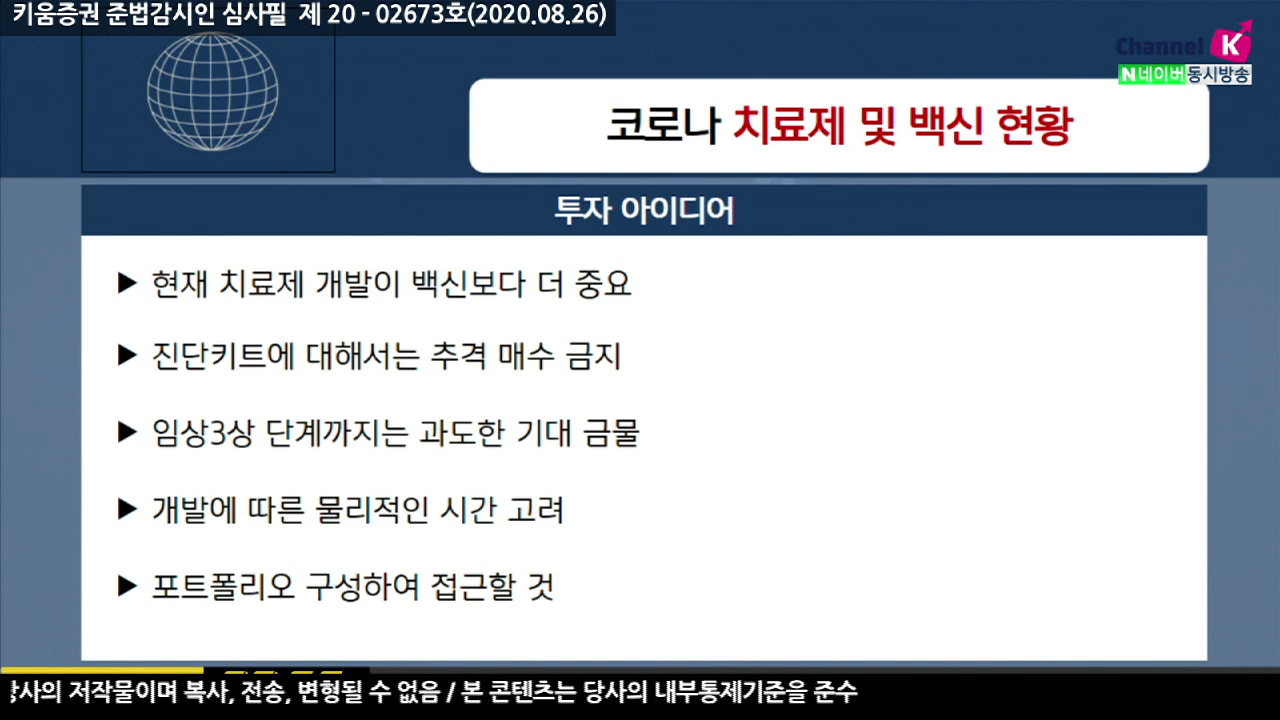 키움증권 준법감시인 심사필 제 20 - 02673호(2020.08.26)
Channel K
N 네이버 동시방송
코로나 치료제 및 백신 현황
투자 아이디어
▶ 현재 치료제 개발이 백신보다 더 중요
▶ 진단키트에 대해서는 추격 매수 금지
▶ 임상3상 단계까지는 과도한 기대 금물
▶ 개발에 따른 물리적인 시간 고려
▶ 포트폴리오 구성하여 접근할 것
당사의 저작물이며 복사, 전송, 변형될 수 없음 / 본 콘텐츠는 당사의 내부통제기준을 준수